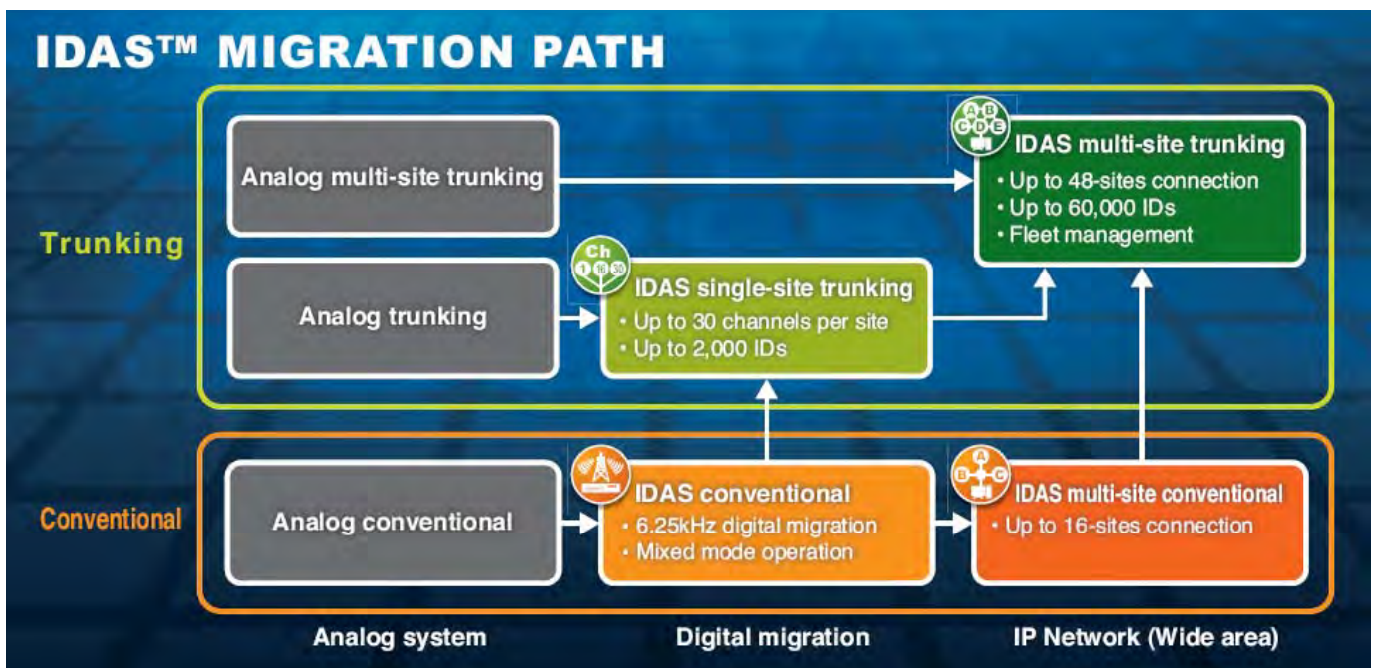 IDAS™ MIGRATION PATH
Trunking
Analog multi-site trunking
A B
C D E
IDAS multi-site trunking
• Up to 48-sites connection
• Up to 60,000 IDs
• Fleet management
Analog trunking
Ch
1 16 30
IDAS single-site trunking
• Up to 30 channels per site
• Up to 2,000 IDs
Conventional
Analog conventional
IDAS conventional
• 6.25kHz digital migration
• Mixed mode operation
A
B C
IDAS multi-site conventional
• Up to 16-sites connection
Analog system
Digital migration
IP Network (Wide area)